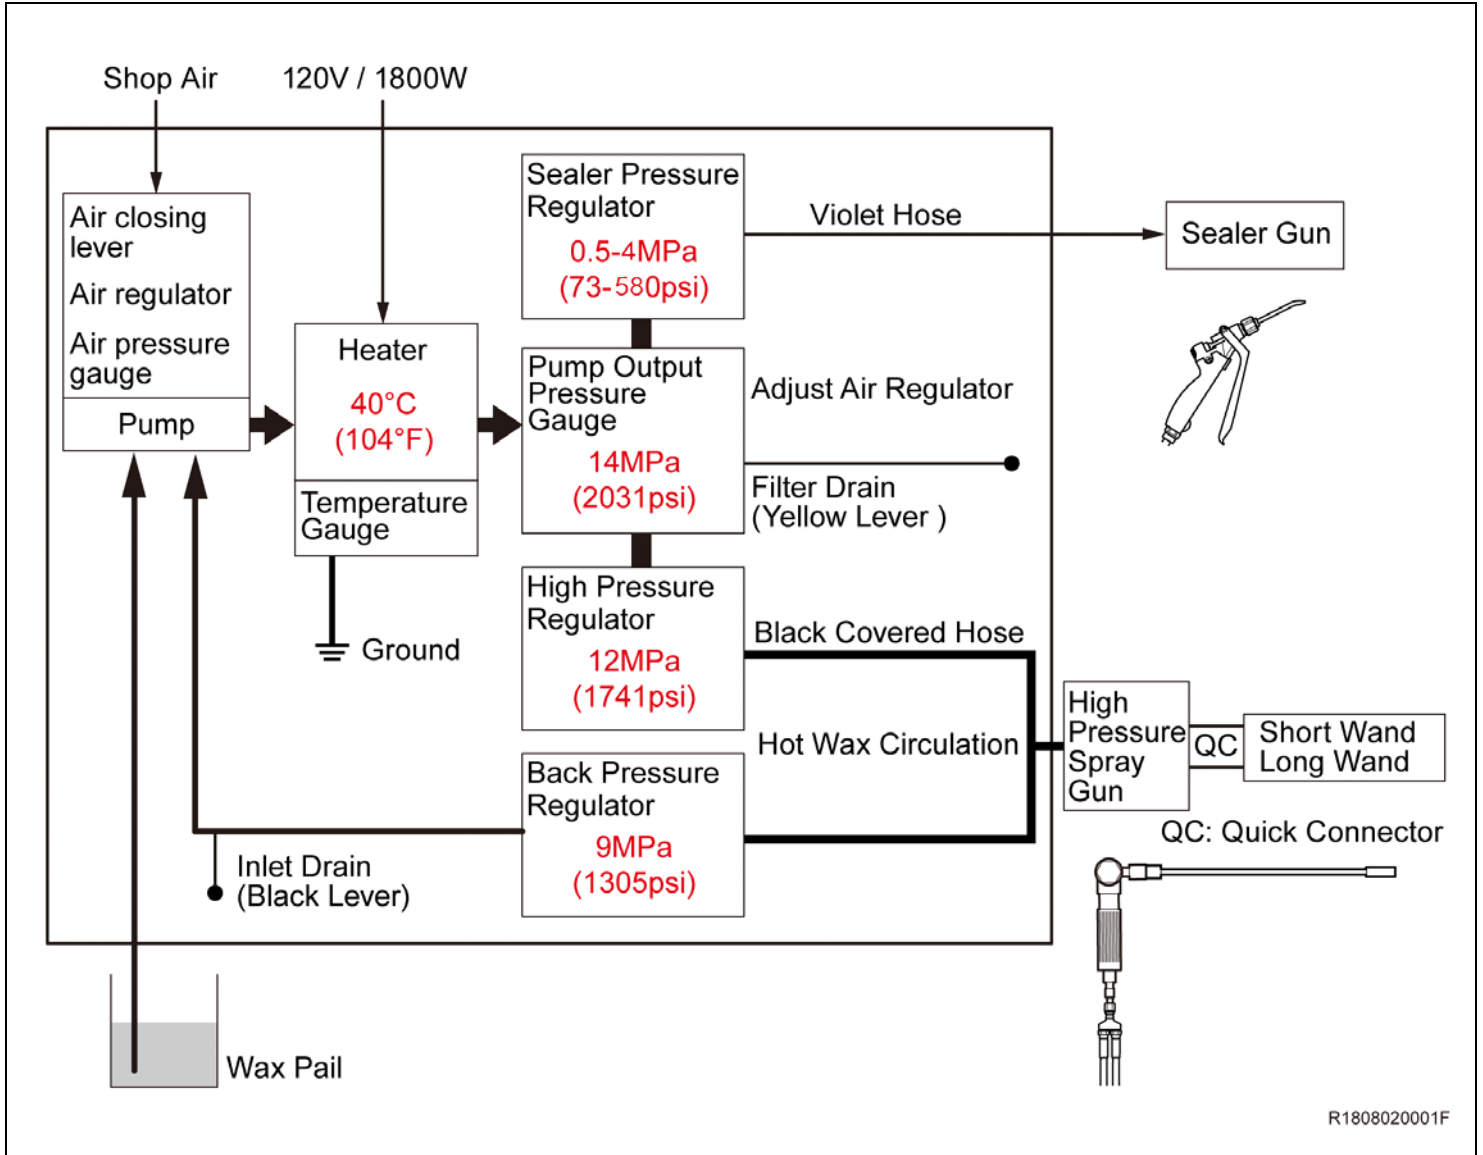 Shop Air
120V / 1800W
Air closing
lever
Air regulator
Air pressure
gauge
Pump
Heater
40°C
(104°F)
Temperature
Gauge
Ground
Sealer Pressure
Regulator
0.5-4MPa
(73-580psi)
Violet Hose
Sealer Gun
Pump Output
Pressure
Gauge
14MPa
(2031psi)
Adjust Air Regulator
Filter Drain
(Yellow Lever )
High Pressure
Regulator
12MPa
(1741psi)
Black Covered Hose
Hot Wax Circulation
Back Pressure
Regulator
9MPa
(1305psi)
Inlet Drain
(Black Lever)
High
Pressure
Spray
Gun
QC
Short Wand
Long Wand
QC: Quick Connector
Wax Pail
R1808020001F